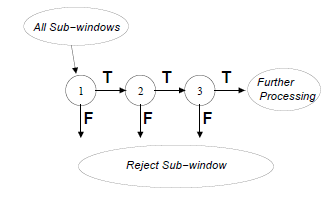 All Sub-windows
T T T
1 2 3
Further
Processing
F F F
Reject Sub-window